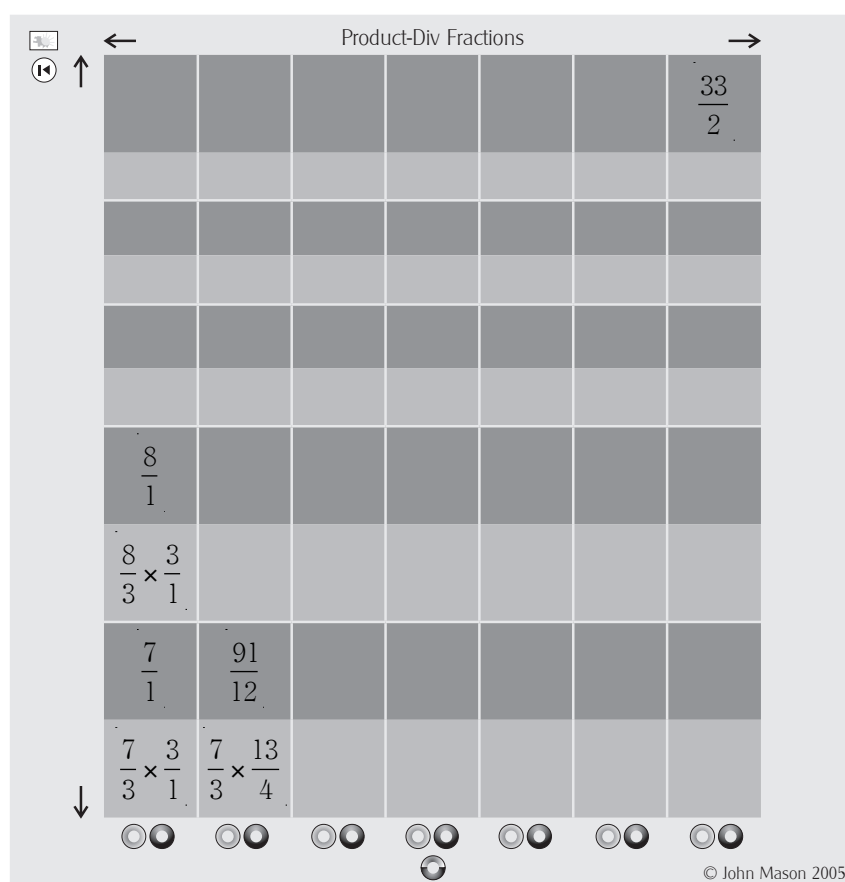 Product-Div Fractions
33/2
8/1
8/3 × 3/1
7/1 91/12
7/3 × 3/1 7/3 × 13/4
© John Mason 2005